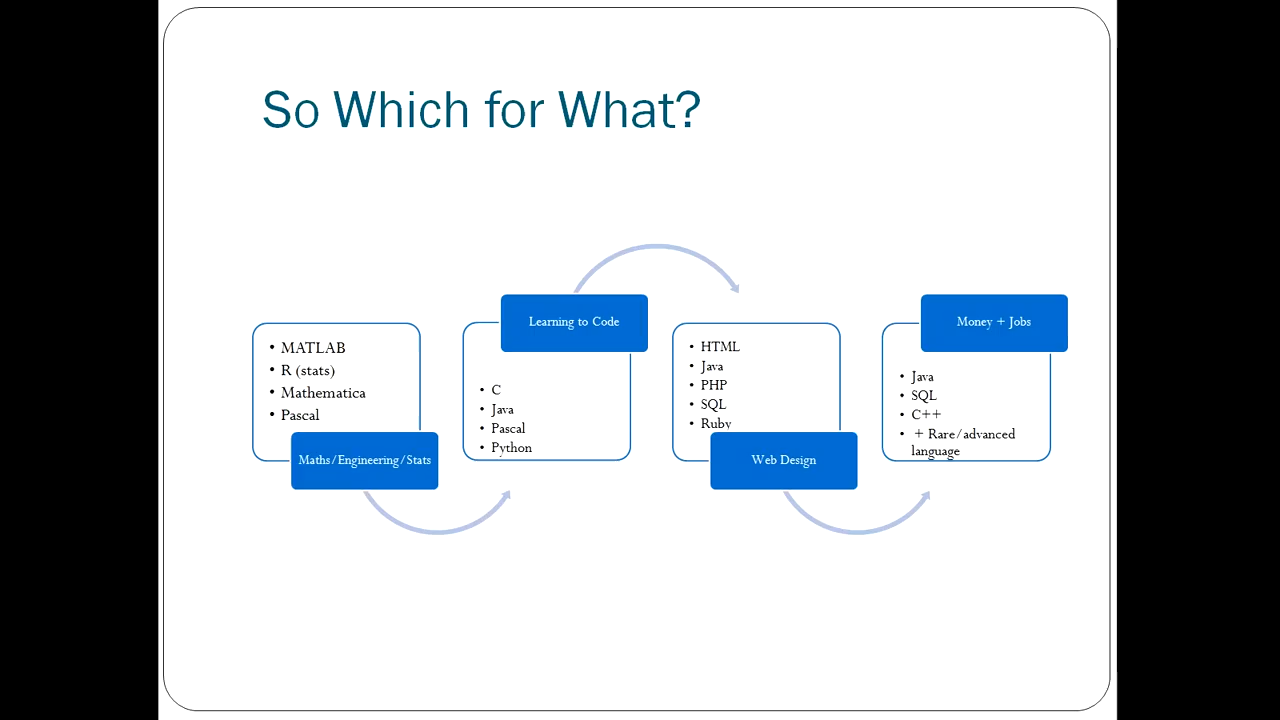 So Which for What?
• MATLAB
• R (stats)
• Mathematica
• Pascal
Maths/Engineering/Stats
Learning to Code
• C
• Java
• Pascal
• Python
• HTML
• Java
• PHP
• SQL
• Ruby
Web Design
Money + Jobs
• Java
• SQL
• C++
• + Rare/advanced
language